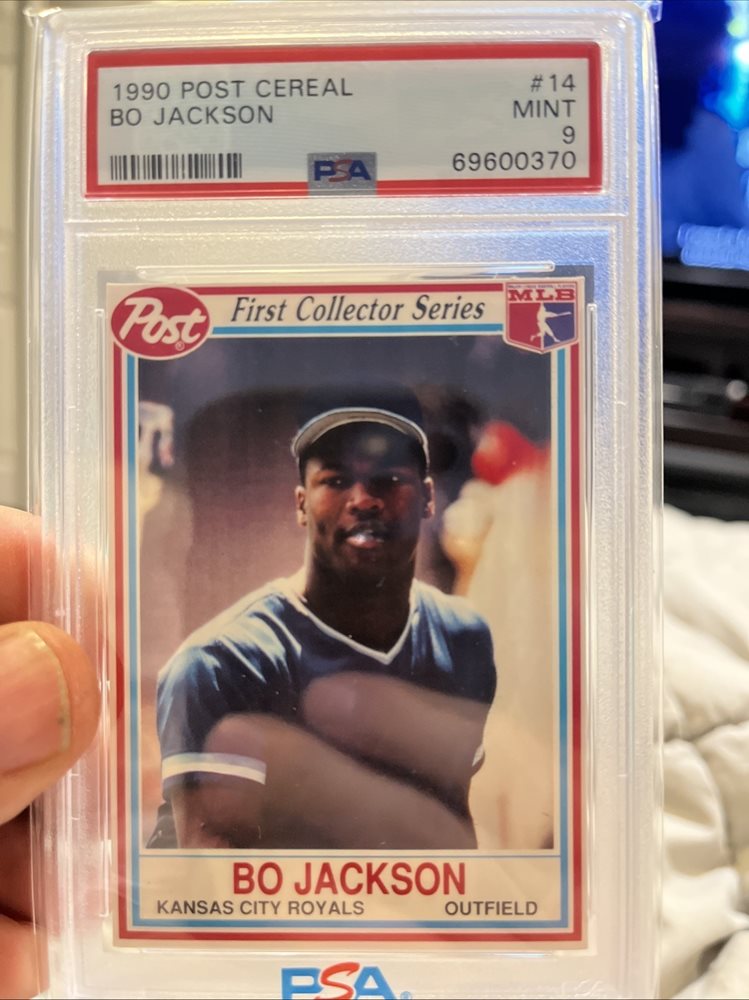 1990 POST CEREAL #14
BO JACKSON MINT
9
PSA 69600370
Post® First Collector Series MLB
BO JACKSON
KANSAS CITY ROYALS OUTFIELD
PSA®